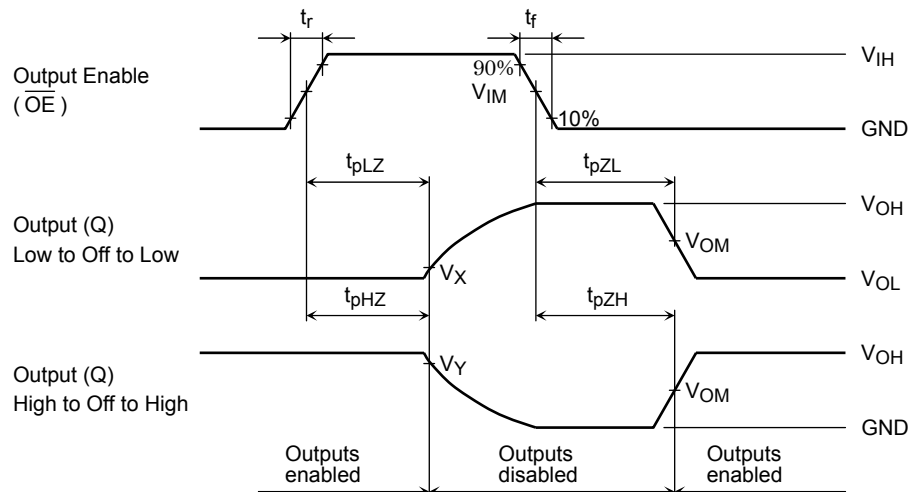 tr
tf
Output Enable
( OE )
90%
VIM
10%
VIH
GND
tpLZ
tpZL
Output (Q)
Low to Off to Low
VX
VOM
VOH
VOL
tpHZ
tpZH
Output (Q)
High to Off to High
VY
VOM
VOH
GND
Outputs
enabled
Outputs
disabled
Outputs
enabled